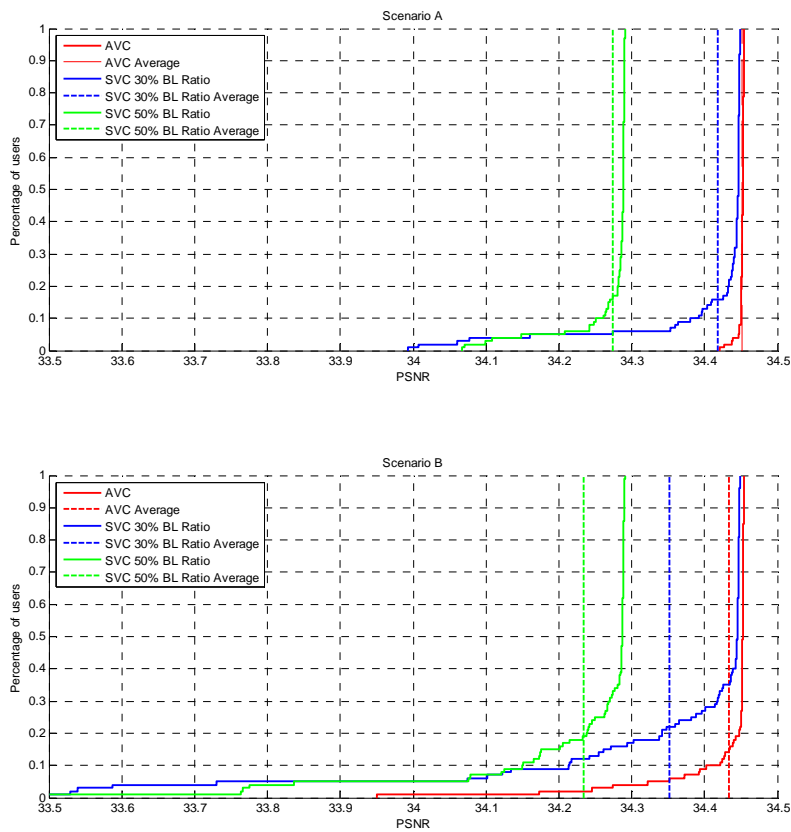 Scenario A
1
0.9
0.8
0.7
0.6
0.5
0.4
0.3
0.2
0.1
0
Percentage of users
AVC
AVC Average
SVC 30% BL Ratio
SVC 30% BL Ratio Average
SVC 50% BL Ratio
SVC 50% BL Ratio Average
33.5 33.6 33.7 33.8 33.9 34 34.1 34.2 34.3 34.4 34.5
PSNR
Scenario B
1
0.9
0.8
0.7
0.6
0.5
0.4
0.3
0.2
0.1
0
Percentage of users
AVC
AVC Average
SVC 30% BL Ratio
SVC 30% BL Ratio Average
SVC 50% BL Ratio
SVC 50% BL Ratio Average
33.5 33.6 33.7 33.8 33.9 34 34.1 34.2 34.3 34.4 34.5
PSNR